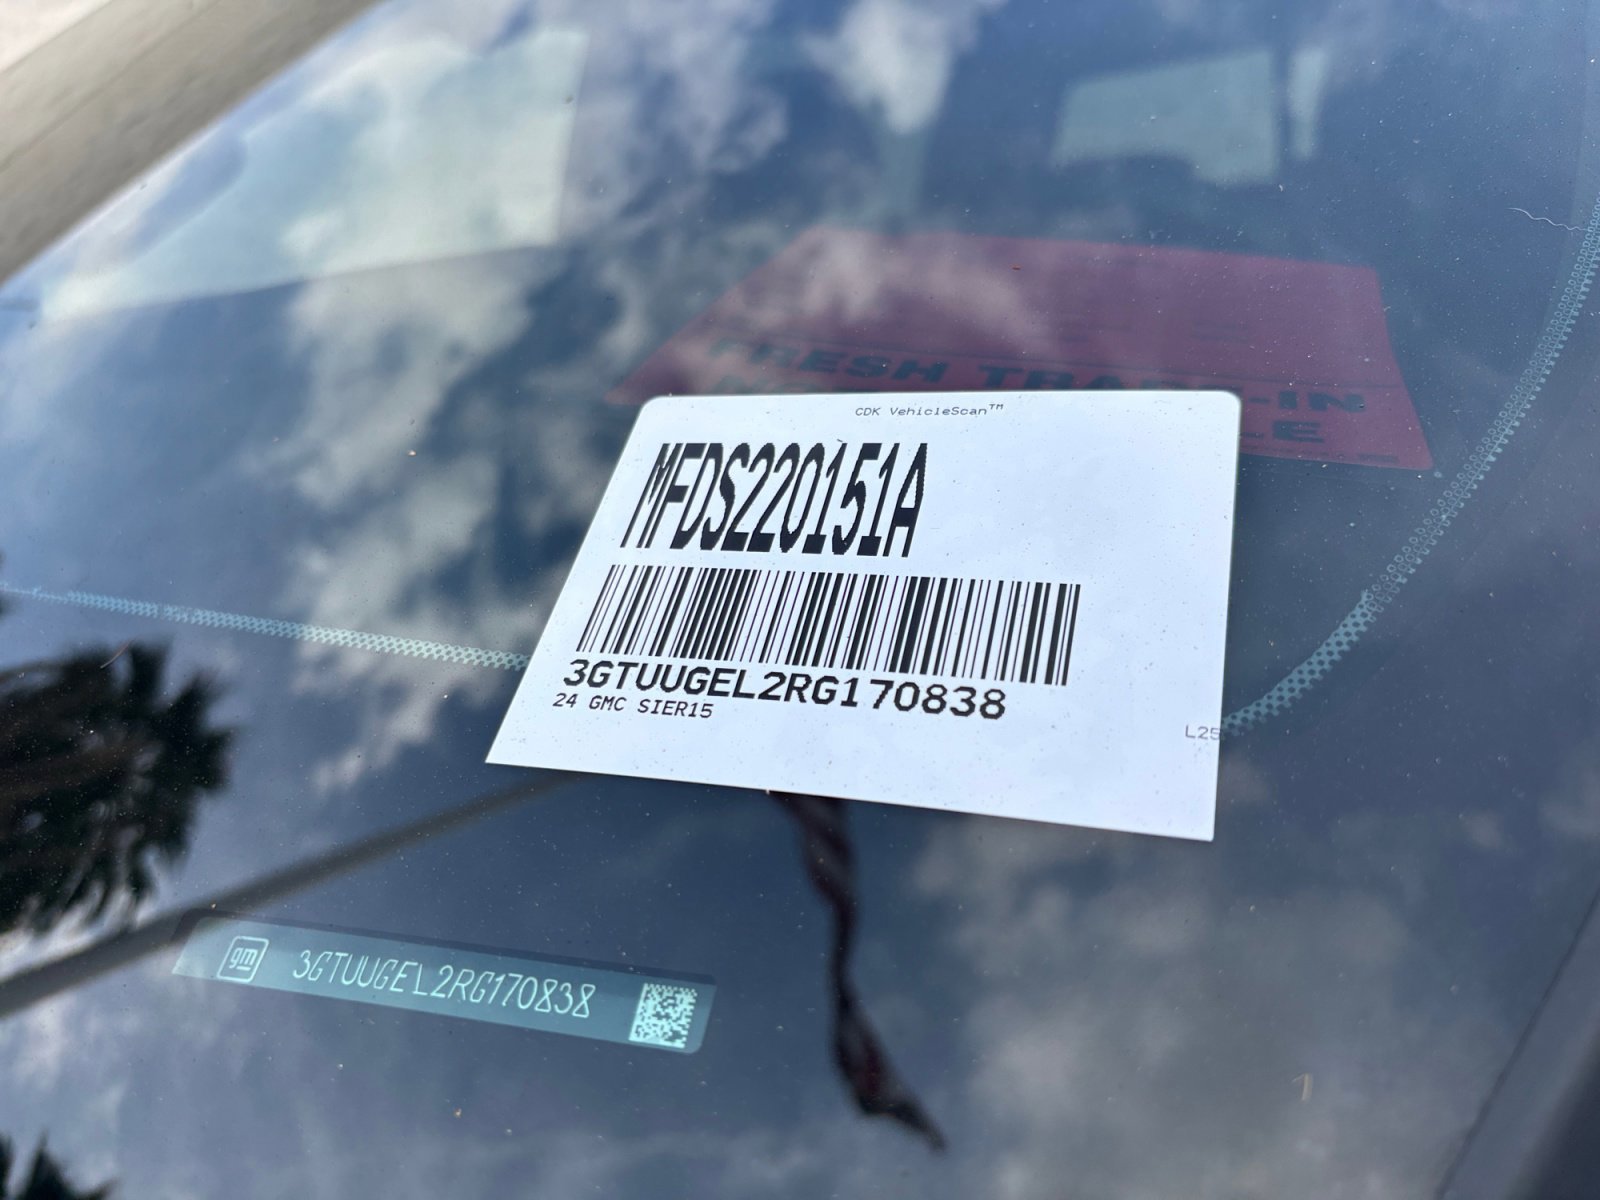 FRESH TRADE-IN
CDK VehicleScan™
MFDS220151A
3GTUUGEL2RG170838
24 GMC SIER15
L25
gm 3GTUUGEL2RG170838